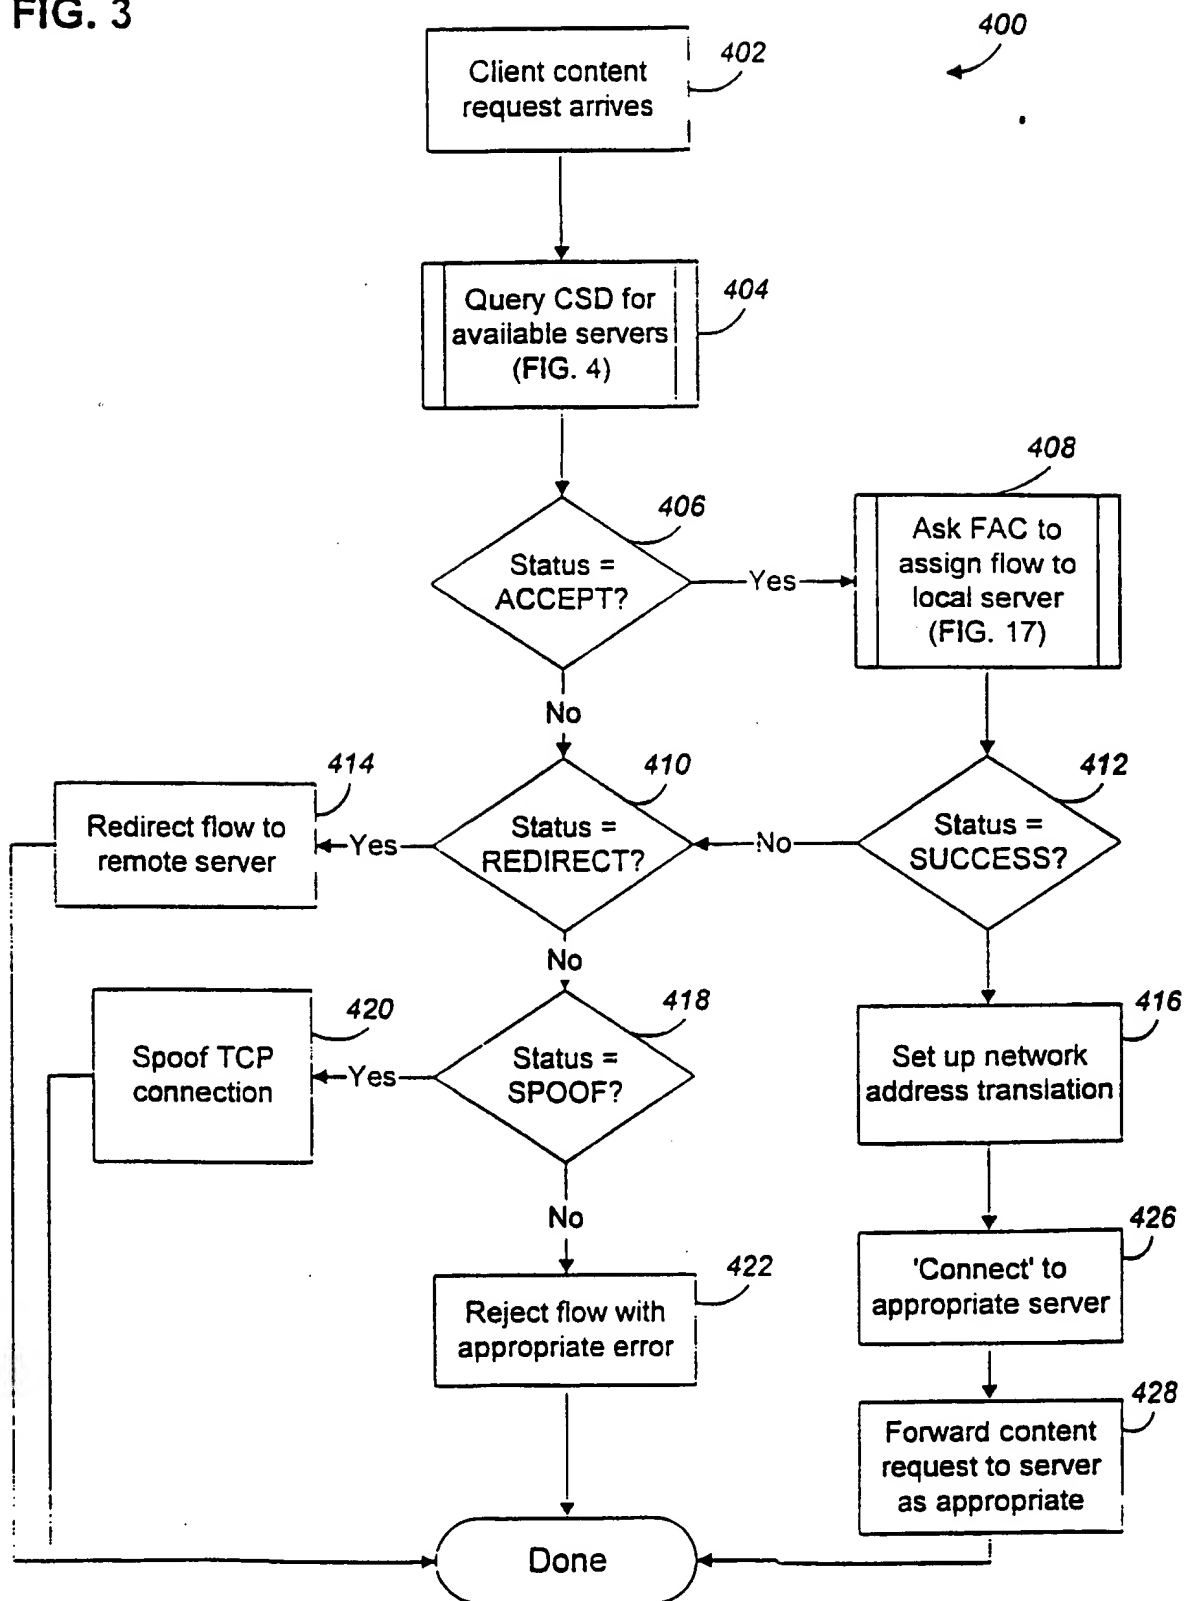 FIG. 3
400
402
Client content
request arrives
404
Query CSD for
available servers
(FIG. 4)
406
Status =
ACCEPT?
Yes
408
Ask FAC to
assign flow to
local server
(FIG. 17)
No
410
Status =
REDIRECT?
412
Status =
SUCCESS?
No
Yes
414
Redirect flow to
remote server
No
418
Status =
SPOOF?
Yes
420
Spoof TCP
connection
416
Set up network
address translation
No
422
Reject flow with
appropriate error
426
'Connect' to
appropriate server
428
Forward content
request to server
as appropriate
Done